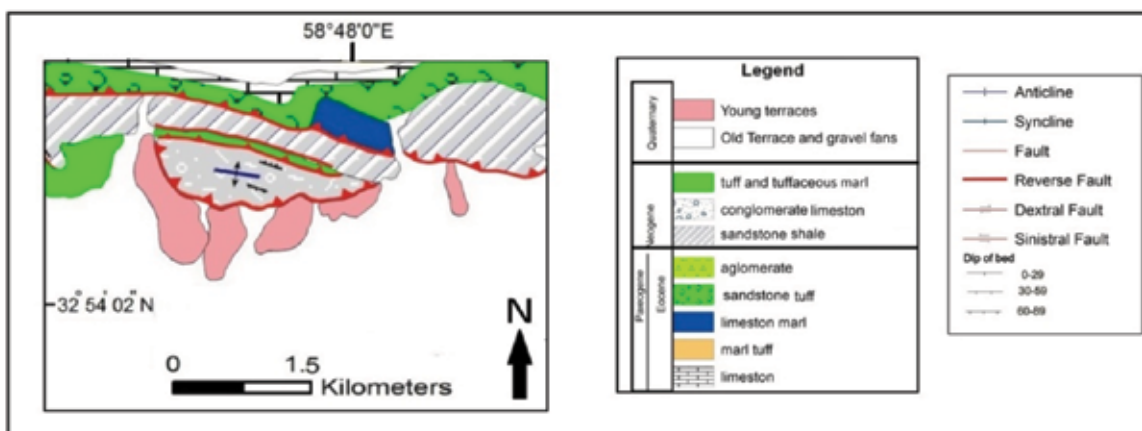 58°48'0"E
32°54'02"N
N
0 1.5
Kilometers
Legend
Quaternary
Young terraces
Old Terrace and gravel fans
Neogene
tuff and tuffaceous marl
conglomerate limeston
sandstone shale
Paeogene
Eocene
aglomerate
sandstone tuff
limeston marl
marl tuff
limeston
Anticline
Syncline
Fault
Reverse Fault
Dextral Fault
Sinistral Fault
Dip of bed
0-29
30-59
60-89